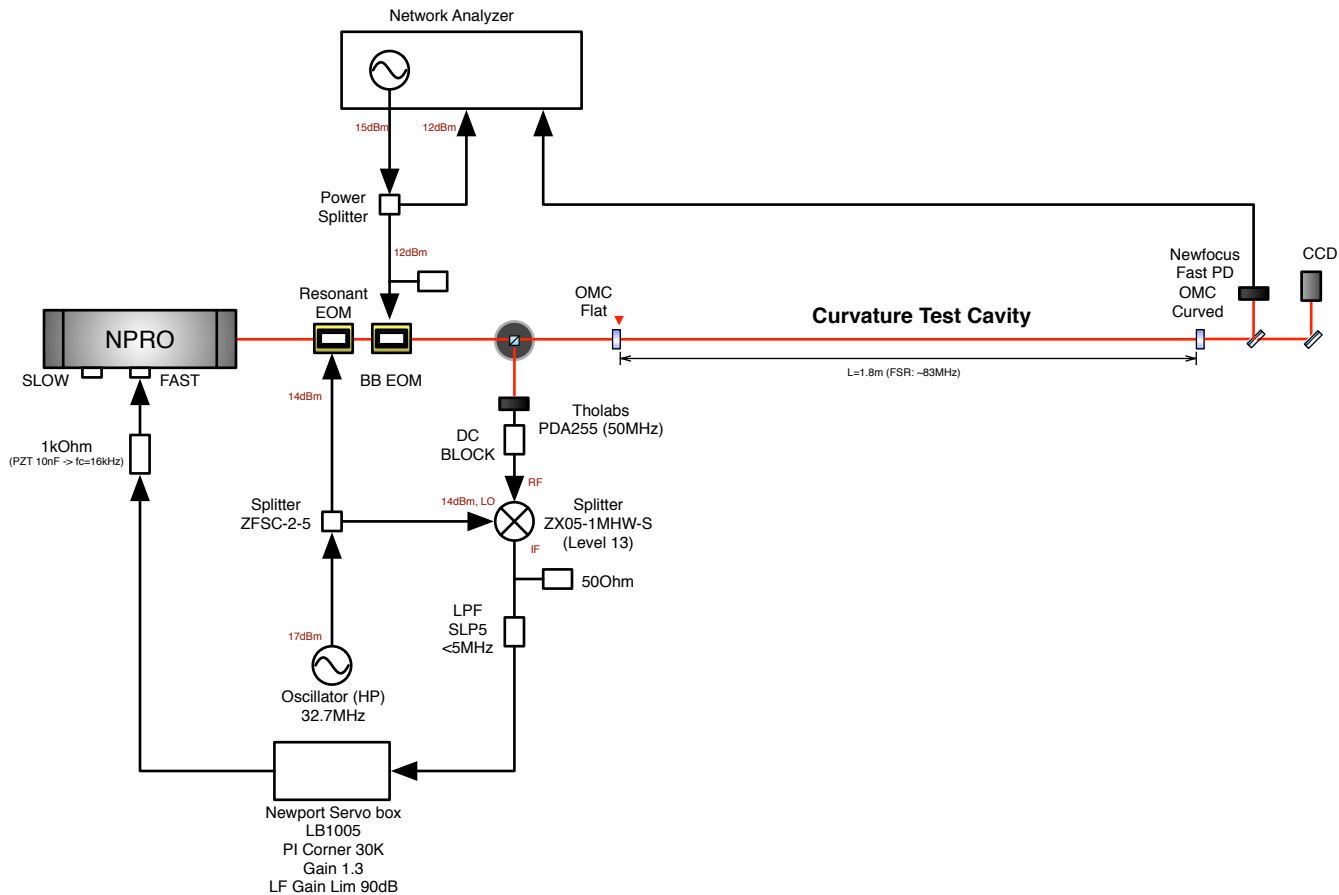 Network Analyzer
15dBm
12dBm
Power
Splitter
12dBm
Resonant
EOM
BB EOM
NPRO
SLOW
FAST
OMC
Flat
Curvature Test Cavity
L=1.8m (FSR: ~83MHz)
Newfocus
Fast PD
OMC
Curved
CCD
14dBm
1kOhm
(PZT 10nF -> fc=16kHz)
Tholabs
PDA255 (50MHz)
DC
BLOCK
RF
Splitter
ZFSC-2-5
14dBm, LO
Splitter
ZX05-1MHW-S
(Level 13)
IF
50Ohm
LPF
SLP5
<5MHz
17dBm
Oscillator (HP)
32.7MHz
Newport Servo box
LB1005
PI Corner 30K
Gain 1.3
LF Gain Lim 90dB